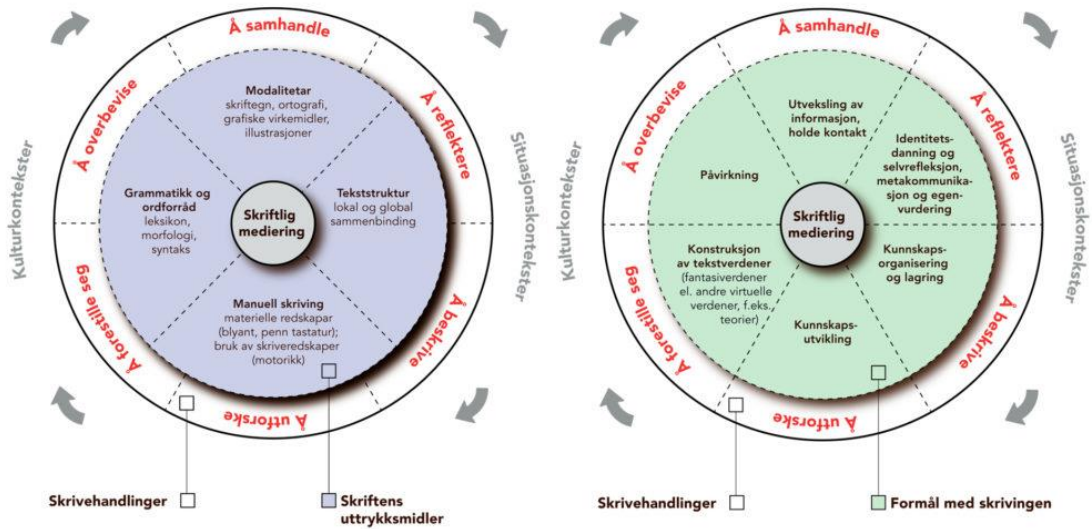 Å samhandle
Å reflektere
Å beskrive
Å utforske
Å forestille seg
Å overbevise
Kulturkontekster
Situasjonskontekster
Modalitetar
skriftegn, ortografi,
grafiske virkemidler,
illustrasjoner
Grammatikk og
ordforråd
leksikon,
morfologi,
syntaks
Skriftlig
mediering
Tekststruktur
lokal og global
sammenbinding
Manuell skriving
materielle redskapar
(blyant, penn tastatur);
bruk av skriveredskaper
(motorikk)
Skrivehandlinger
Skriftens
uttrykksmidler
Å samhandle
Å reflektere
Å beskrive
Å utforske
Å forestille seg
Å overbevise
Kulturkontekster
Situasjonskontekster
Utveksling av
informasjon,
holde kontakt
Identitets-
danning og
selvrefleksjon,
metakommunika-
sjon og egen-
vurdering
Påvirkning
Skriftlig
mediering
Konstruksjon
av tekstverdener
(fantasiverdener
el. andre virtuelle
verdener, f.eks.
teorier)
Kunnskaps-
organisering
og lagring
Kunnskaps-
utvikling
Skrivehandlinger
Formål med skrivingen